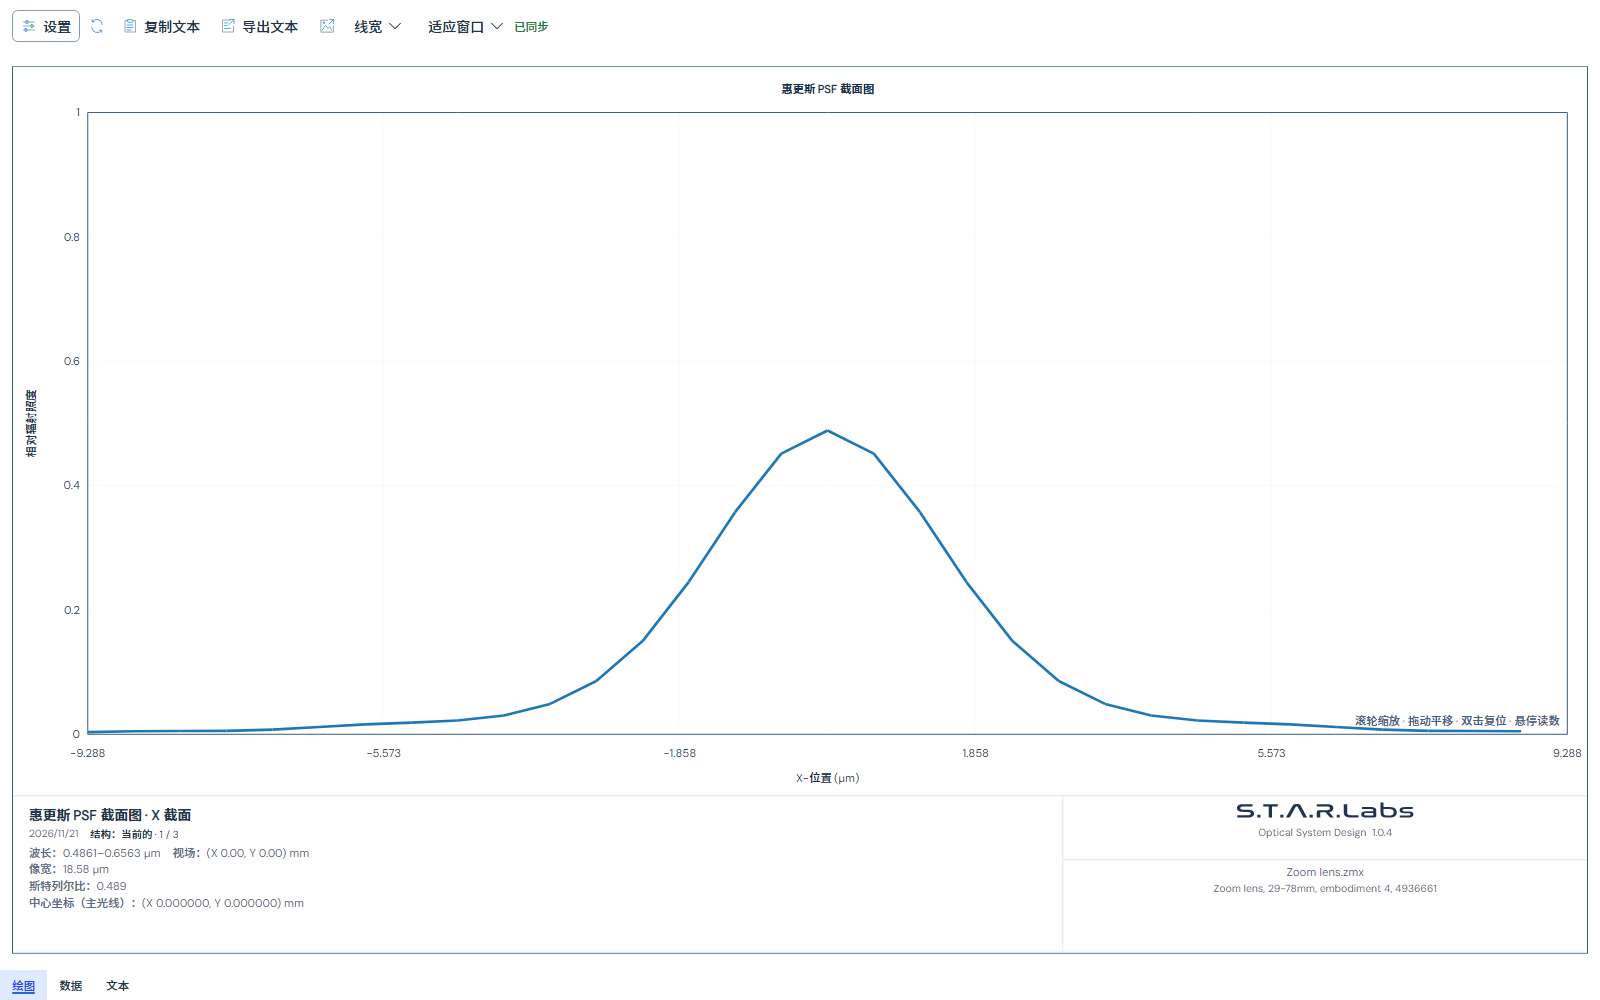 设置 复制文本 导出文本 线宽 适应窗口 已同步
惠更斯 PSF 截面图
1
0.8
0.6
0.4
0.2
0
相对辐射照度
滚轮缩放 · 拖动平移 · 双击复位 · 悬停读数
-9.288 -5.573 -1.858 1.858 5.573 9.288
X-位置 (µm)
惠更斯 PSF 截面图 · X 截面
2026/11/21 结构：当前的 · 1 / 3
波长：0.4861–0.6563 µm 视场：(X 0.00, Y 0.00) mm
像宽：18.58 µm
斯特列尔比：0.489
中心坐标（主光线）：(X 0.000000, Y 0.000000) mm
S.T.A.R.Labs
Optical System Design 1.0.4
Zoom lens.zmx
Zoom lens, 29-78mm, embodiment 4, 4936661
绘图 数据 文本